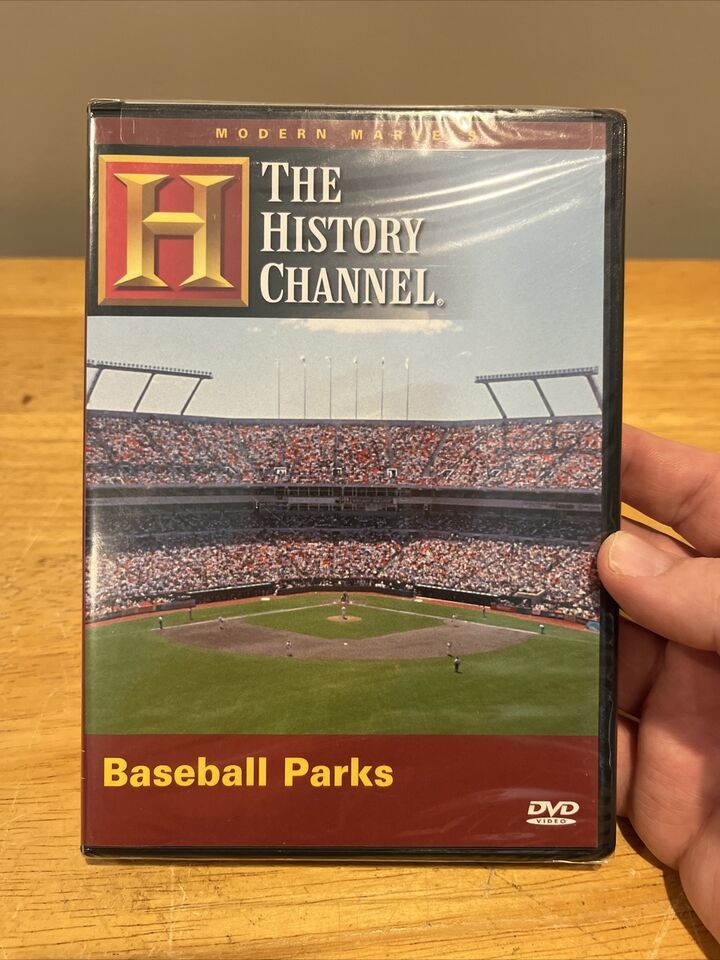 MODERN MARVELS
H
THE
HISTORY
CHANNEL®
Baseball Parks
DVD
VIDEO